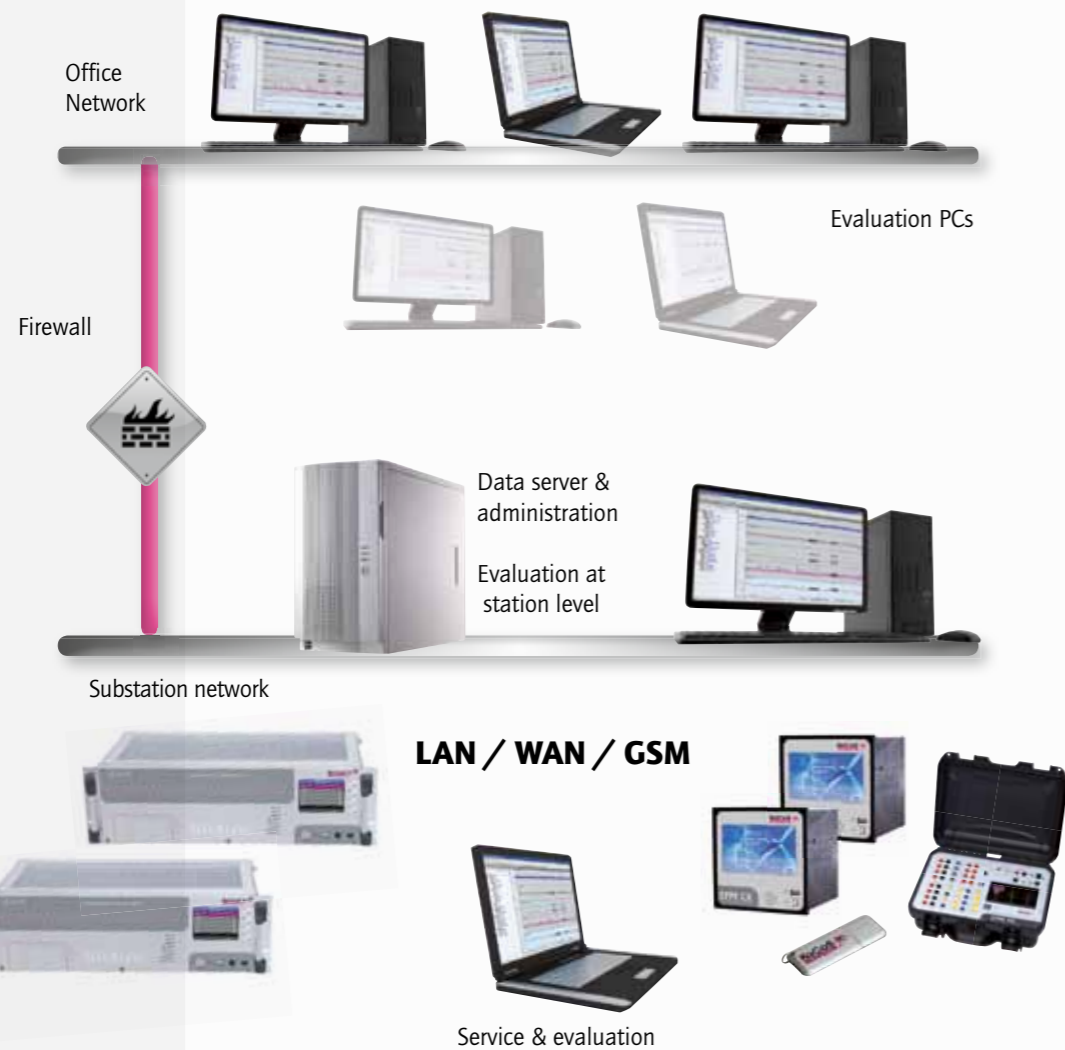 Office
Network
Evaluation PCs
Firewall
Data server &
administration
Evaluation at
station level
Substation network
LAN / WAN / GSM
Service & evaluation